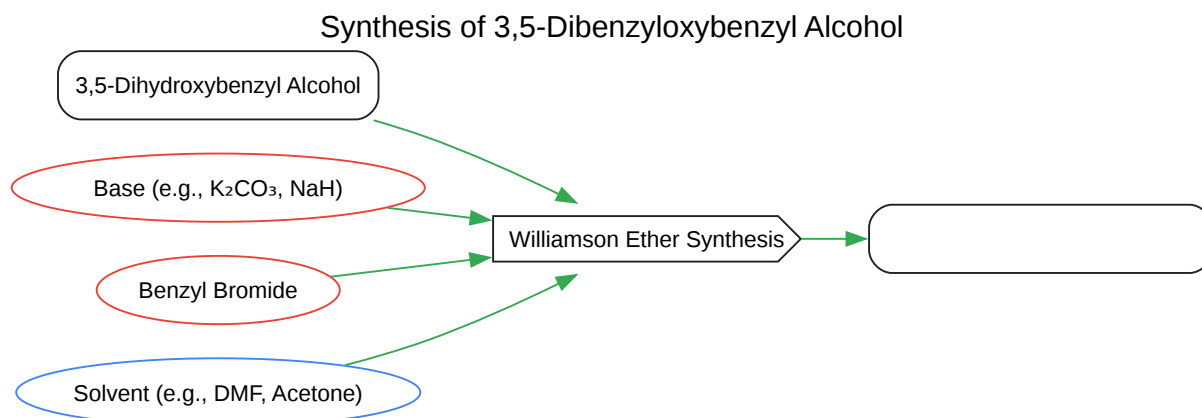 Synthesis of 3,5-Dibenzyloxybenzyl Alcohol
3,5-Dihydroxybenzyl Alcohol
Base (e.g., K₂CO₃, NaH)
Williamson Ether Synthesis
Benzyl Bromide
Solvent (e.g., DMF, Acetone)